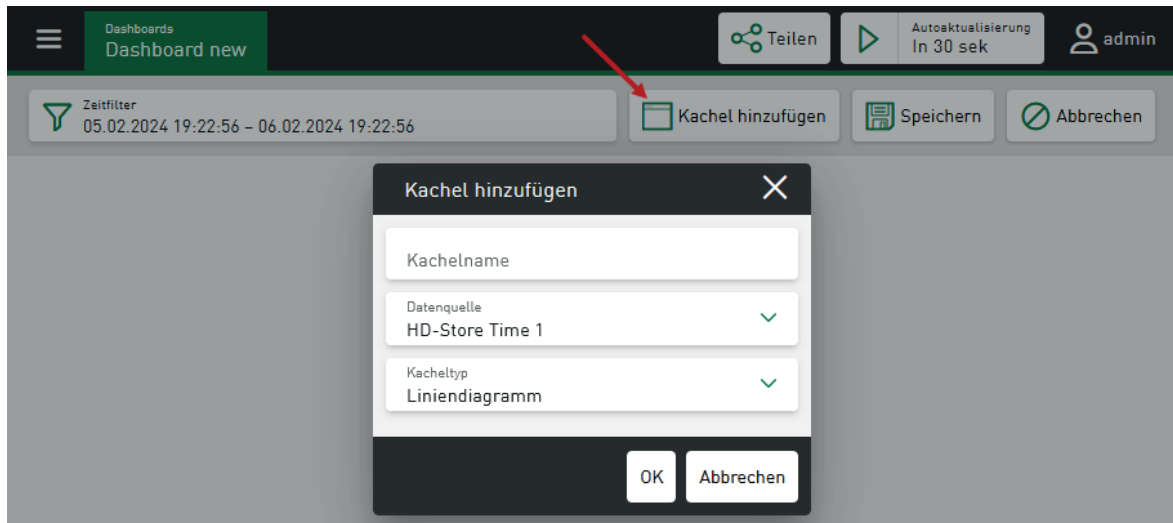 Dashboards
Dashboard new
Teilen
Autoaktualisierung
In 30 sek
admin
Zeitfilter
05.02.2024 19:22:56 – 06.02.2024 19:22:56
Kachel hinzufügen
Speichern
Abbrechen
Kachel hinzufügen
Kachelname
Datenquelle
HD-Store Time 1
Kacheltyp
Liniendiagramm
OK
Abbrechen